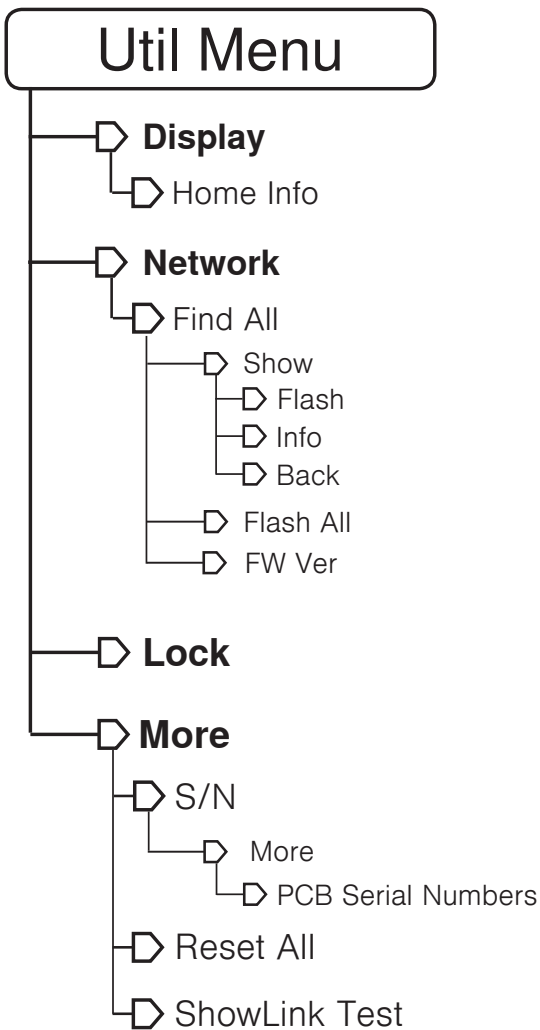 Util Menu
Display
Home Info
Network
Find All
Show
Flash
Info
Back
Flash All
FW Ver
Lock
More
S/N
More
PCB Serial Numbers
Reset All
ShowLink Test